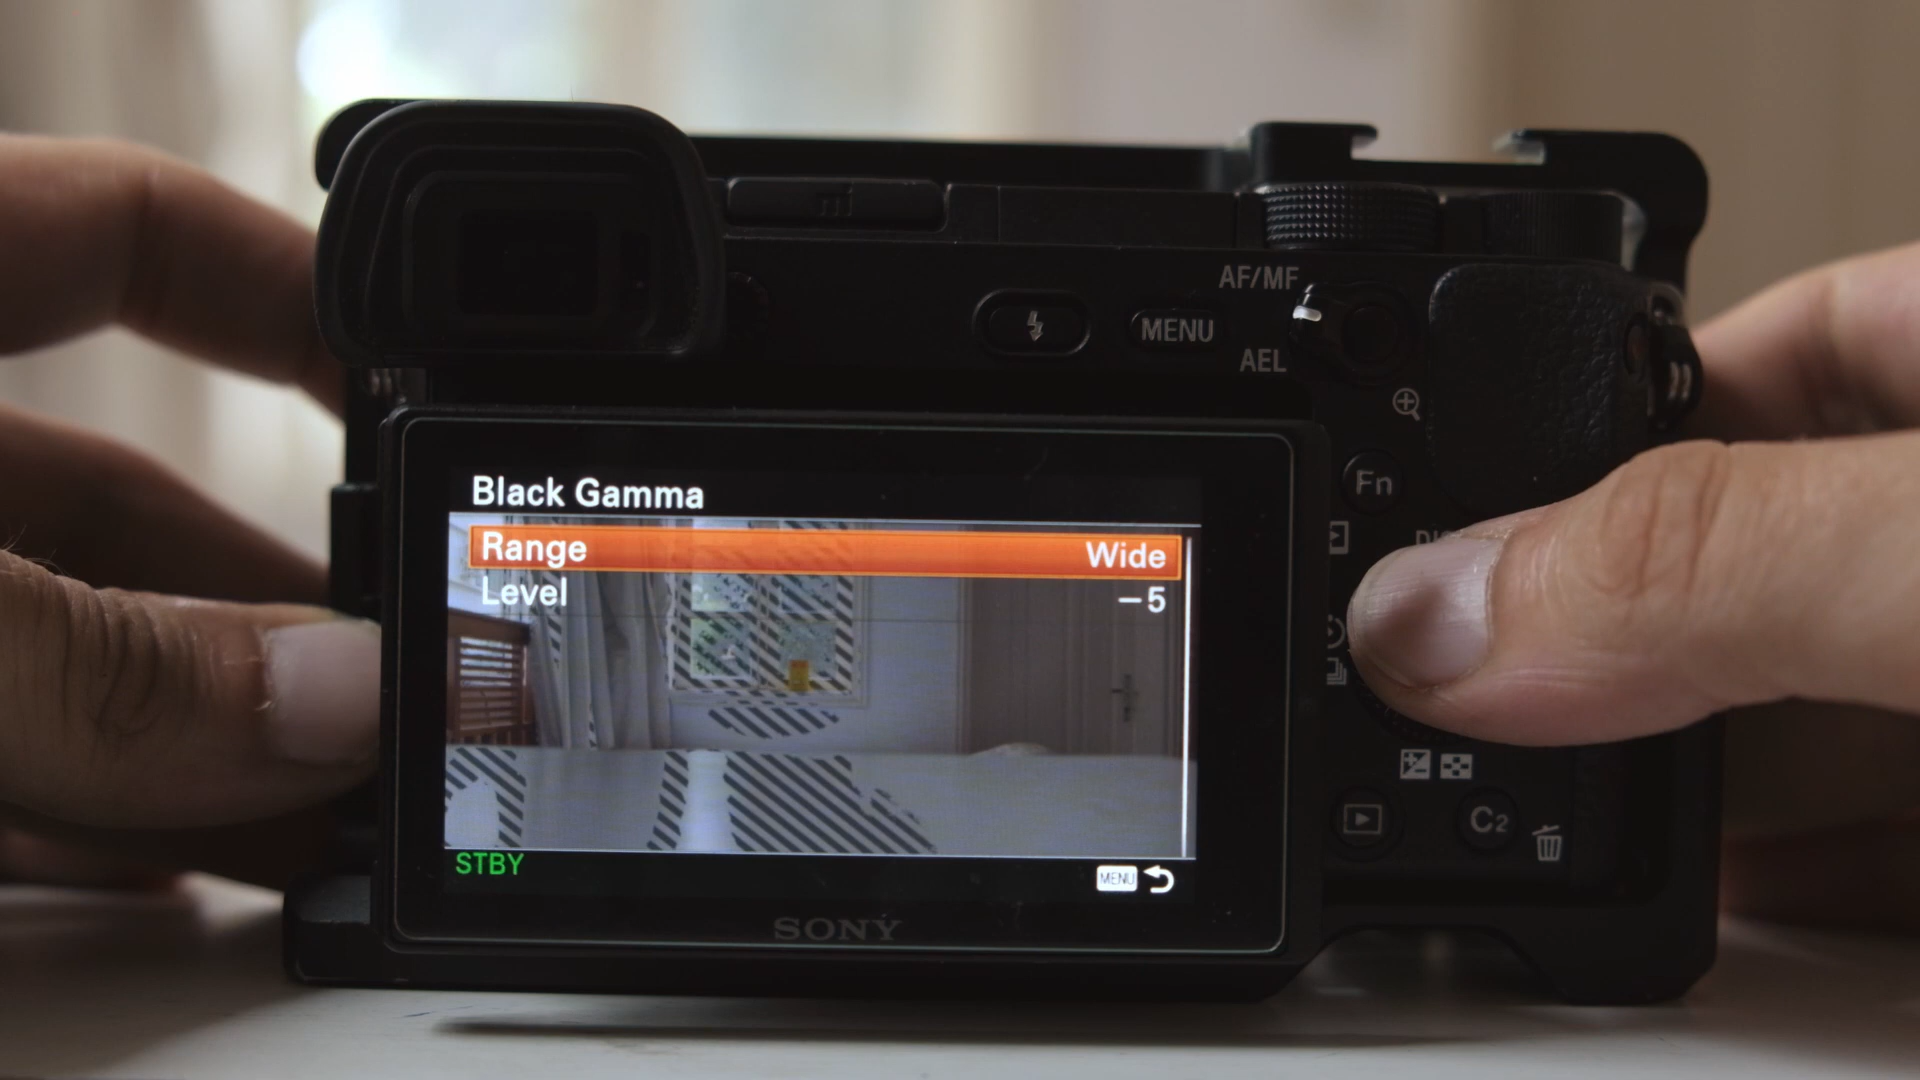 AF/MF
MENU
AEL
Fn
Black Gamma
Range Wide
Level −5
STBY
MENU
C2
SONY